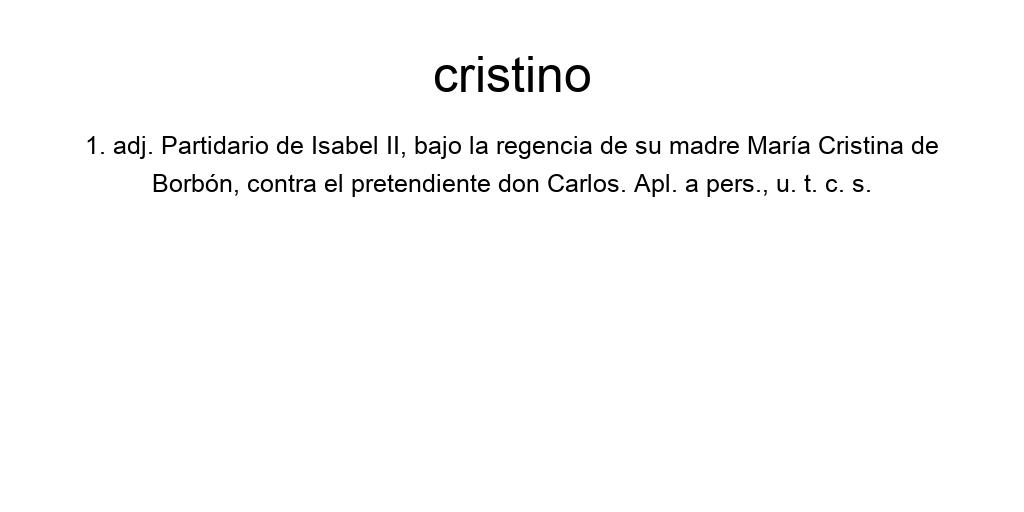 cristino
1. adj. Partidario de Isabel II, bajo la regencia de su madre María Cristina de
Borbón, contra el pretendiente don Carlos. Apl. a pers., u. t. c. s.